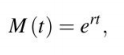 M(t) = e^{rt},